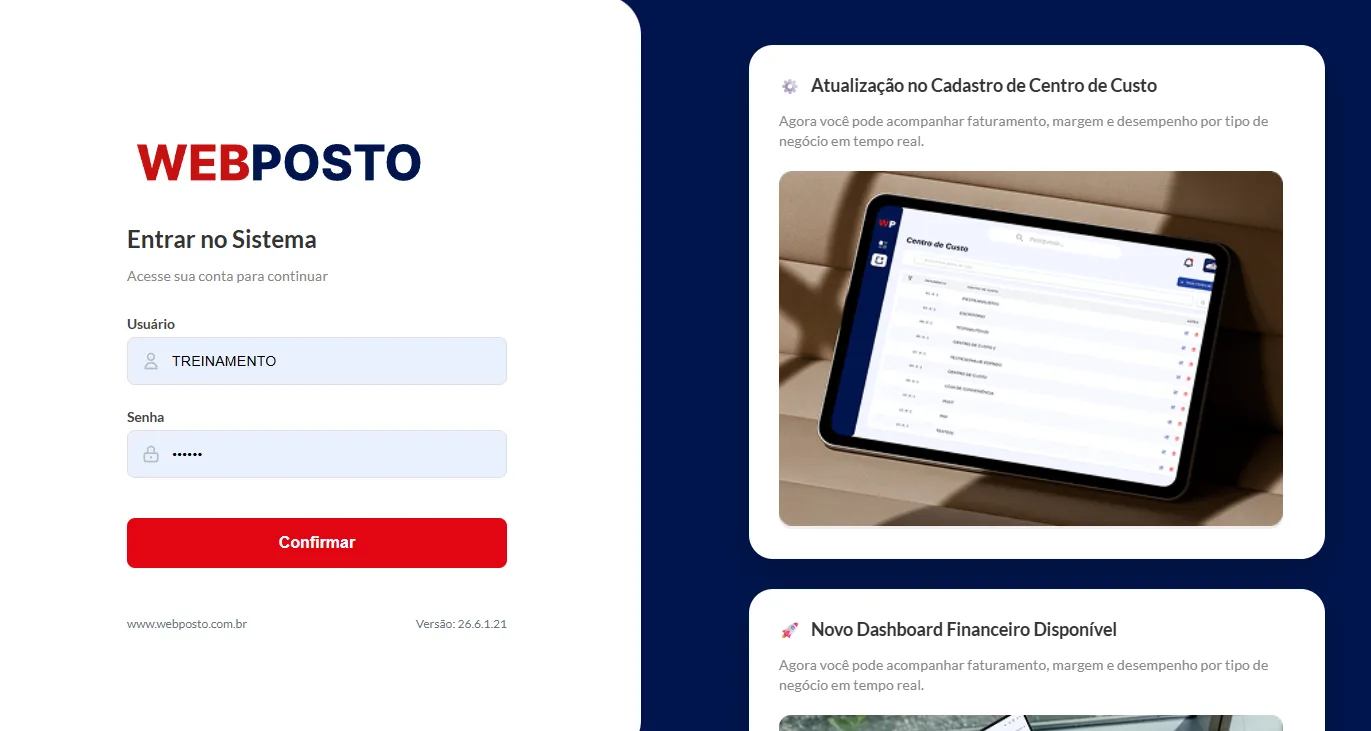 WEBPOSTO
Entrar no Sistema
Acesse sua conta para continuar
Usuário
TREINAMENTO
Senha
••••••
Confirmar
www.webposto.com.br
Versão: 26.6.1.21
Atualização no Cadastro de Centro de Custo
Agora você pode acompanhar faturamento, margem e desempenho por tipo de
negócio em tempo real.
WP
Centro de Custo
Novo Dashboard Financeiro Disponível
Agora você pode acompanhar faturamento, margem e desempenho por tipo de
negócio em tempo real.